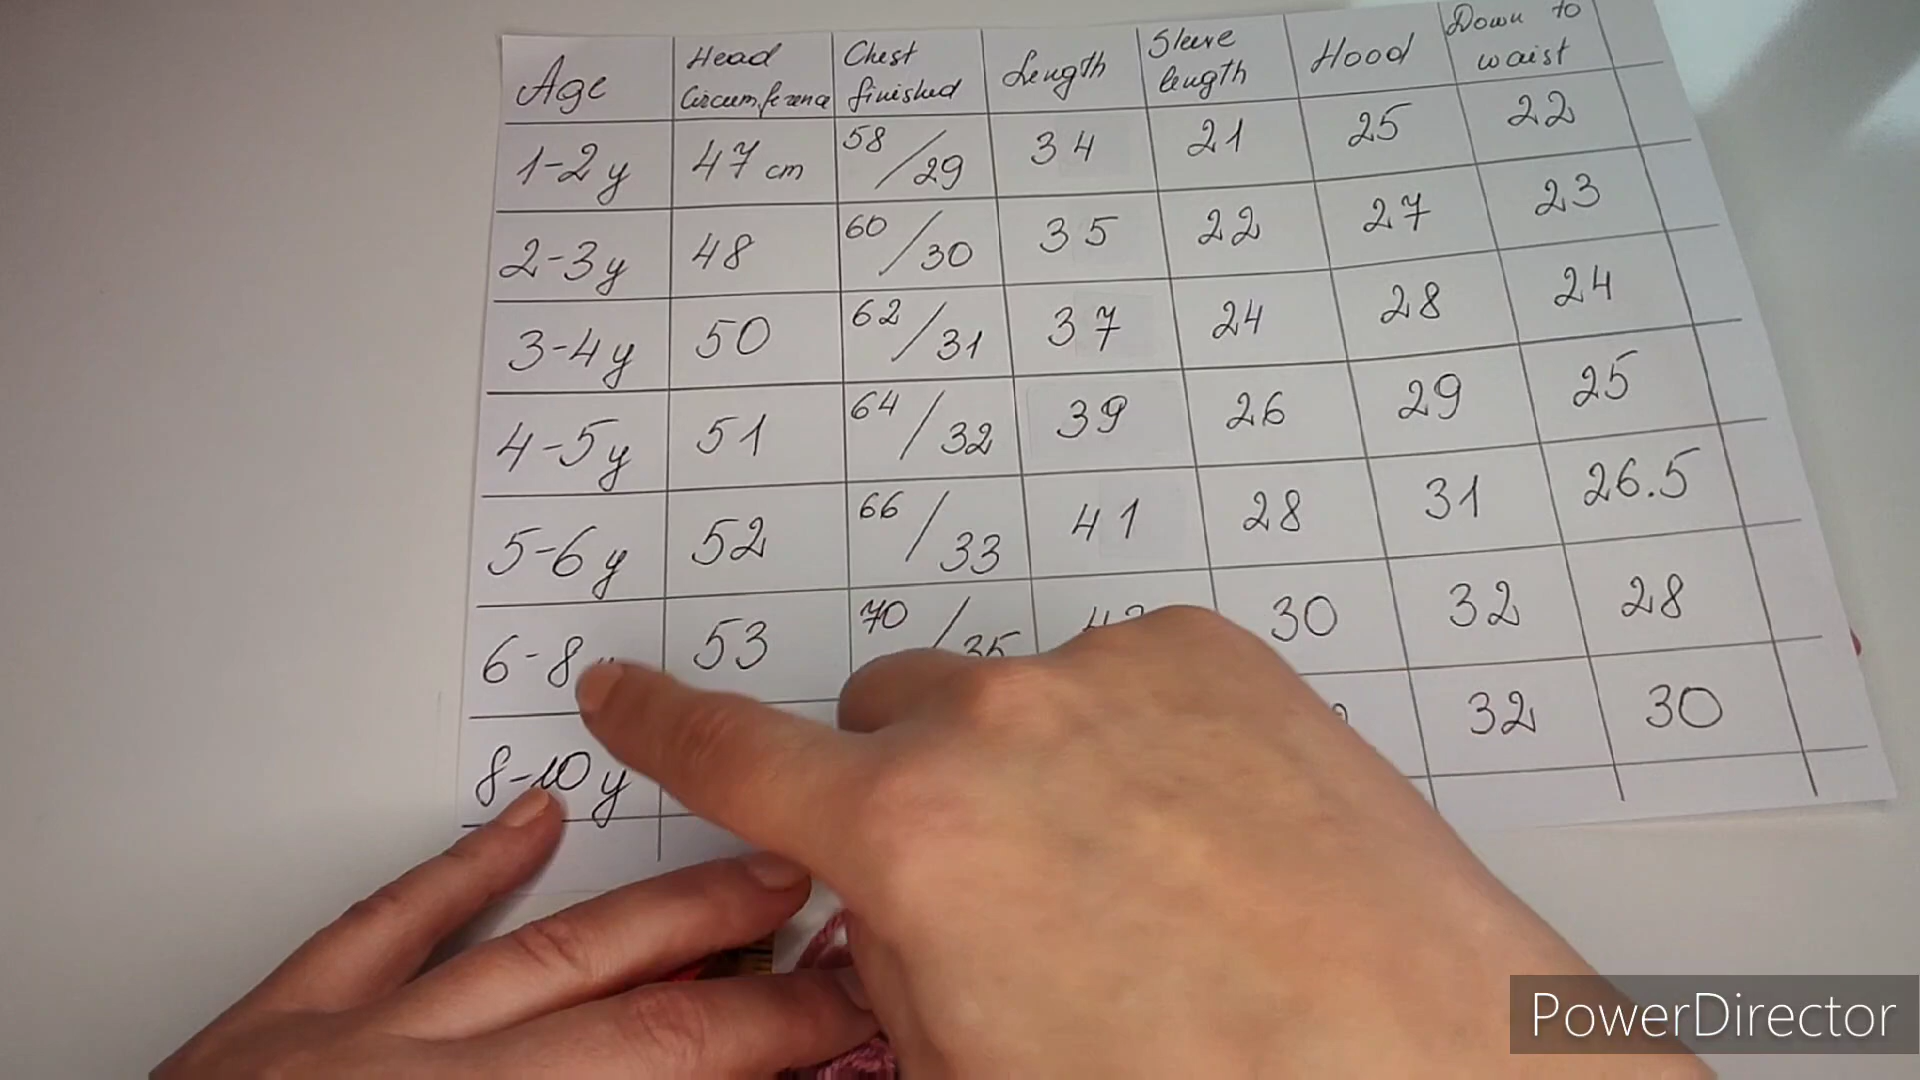 Age Head Circumference Chest finished Length Sleeve length Hood Down to waist
1-2y 47 cm 58/29 34 21 25 22
2-3y 48 60/30 35 22 27 23
3-4y 50 62/31 37 24 28 24
4-5y 51 64/32 39 26 29 25
5-6y 52 66/33 41 28 31 26.5
6-8 53 70/35 30 32 28
8-10y 32 30
PowerDirector